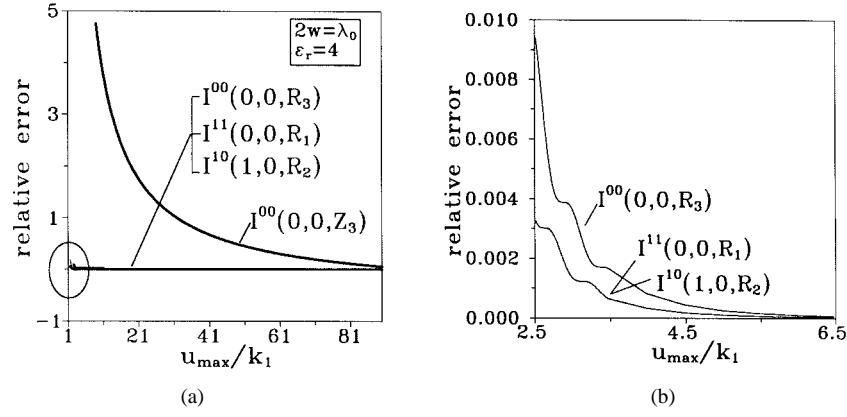 5
3
1
-1
relative error
2w=λ₀
εᵣ=4
I⁰⁰(0,0,R₃)
I¹¹(0,0,R₁)
I¹⁰(1,0,R₂)
I⁰⁰(0,0,Z₃)
1 21 41 61 81
uₘₐₓ/k₁
(a)
0.010
0.008
0.006
0.004
0.002
0.000
relative error
I⁰⁰(0,0,R₃)
I¹¹(0,0,R₁)
I¹⁰(1,0,R₂)
2.5 4.5 6.5
uₘₐₓ/k₁
(b)